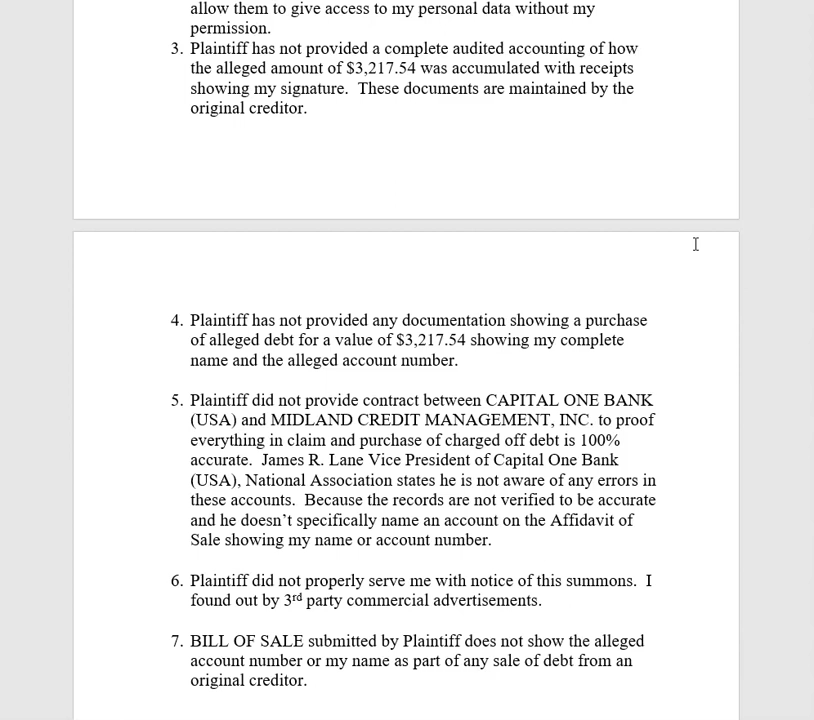 allow them to give access to my personal data without my
permission.
3. Plaintiff has not provided a complete audited accounting of how
the alleged amount of $3,217.54 was accumulated with receipts
showing my signature.  These documents are maintained by the
original creditor.
4. Plaintiff has not provided any documentation showing a purchase
of alleged debt for a value of $3,217.54 showing my complete
name and the alleged account number.
5. Plaintiff did not provide contract between CAPITAL ONE BANK
(USA) and MIDLAND CREDIT MANAGEMENT, INC. to proof
everything in claim and purchase of charged off debt is 100%
accurate.  James R. Lane Vice President of Capital One Bank
(USA), National Association states he is not aware of any errors in
these accounts.  Because the records are not verified to be accurate
and he doesn’t specifically name an account on the Affidavit of
Sale showing my name or account number.
6. Plaintiff did not properly serve me with notice of this summons.  I
found out by 3rd party commercial advertisements.
7. BILL OF SALE submitted by Plaintiff does not show the alleged
account number or my name as part of any sale of debt from an
original creditor.